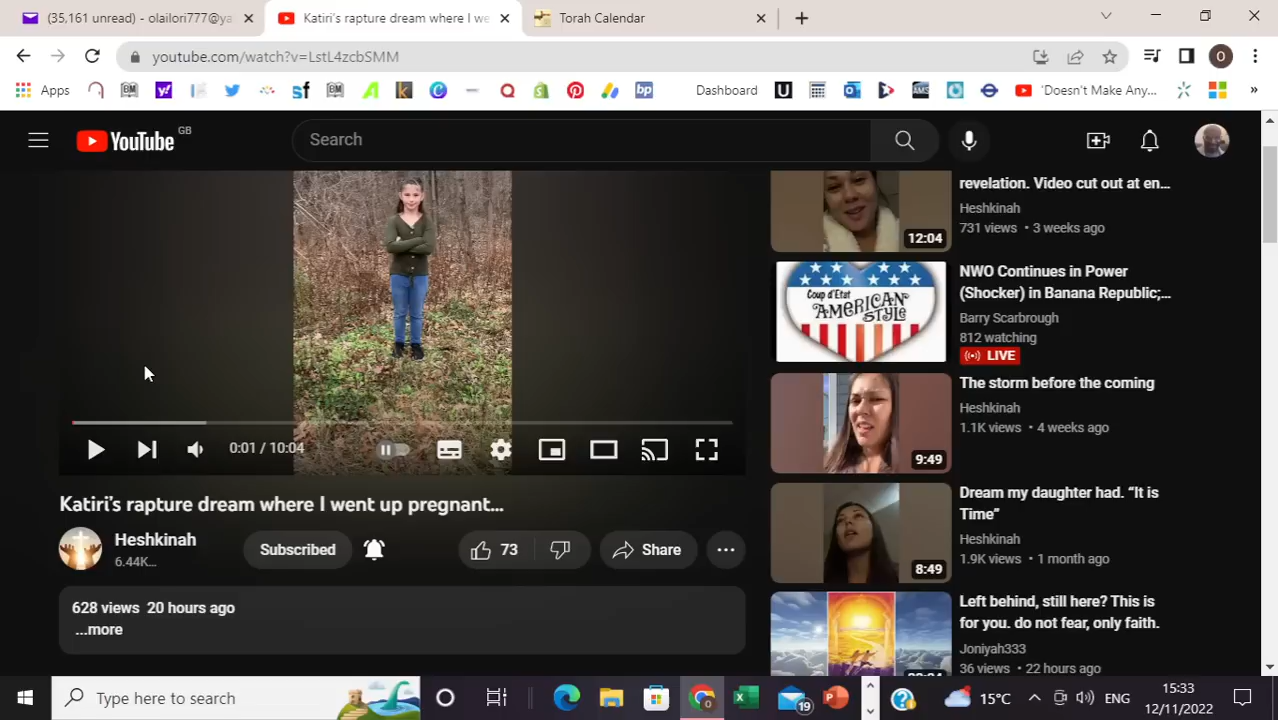 (35,161 unread) - olailori777@ya
Katiri's rapture dream where I we
Torah Calendar
youtube.com/watch?v=LstL4zcbSMM
O
Apps
BM
BM
sf
bp
Dashboard
U
AMS
'Doesn't Make Any...
»
YouTube GB
Search
revelation. Video cut out at en...
Heshkinah
731 views • 3 weeks ago
12:04
Coup d'Etat
AMERICAN
STYLE
NWO Continues in Power
(Shocker) in Banana Republic;...
Barry Scarbrough
812 watching
LIVE
The storm before the coming
Heshkinah
1.1K views • 4 weeks ago
9:49
0:01 / 10:04
Katiri's rapture dream where I went up pregnant...
Heshkinah
6.44K...
Subscribed
73
Share
Dream my daughter had. “It is
Time”
Heshkinah
1.9K views • 1 month ago
8:49
628 views 20 hours ago
...more
Left behind, still here? This is
for you. do not fear, only faith.
Joniyah333
36 views • 22 hours ago
Type here to search
19
15°C
ENG
15:33
12/11/2022